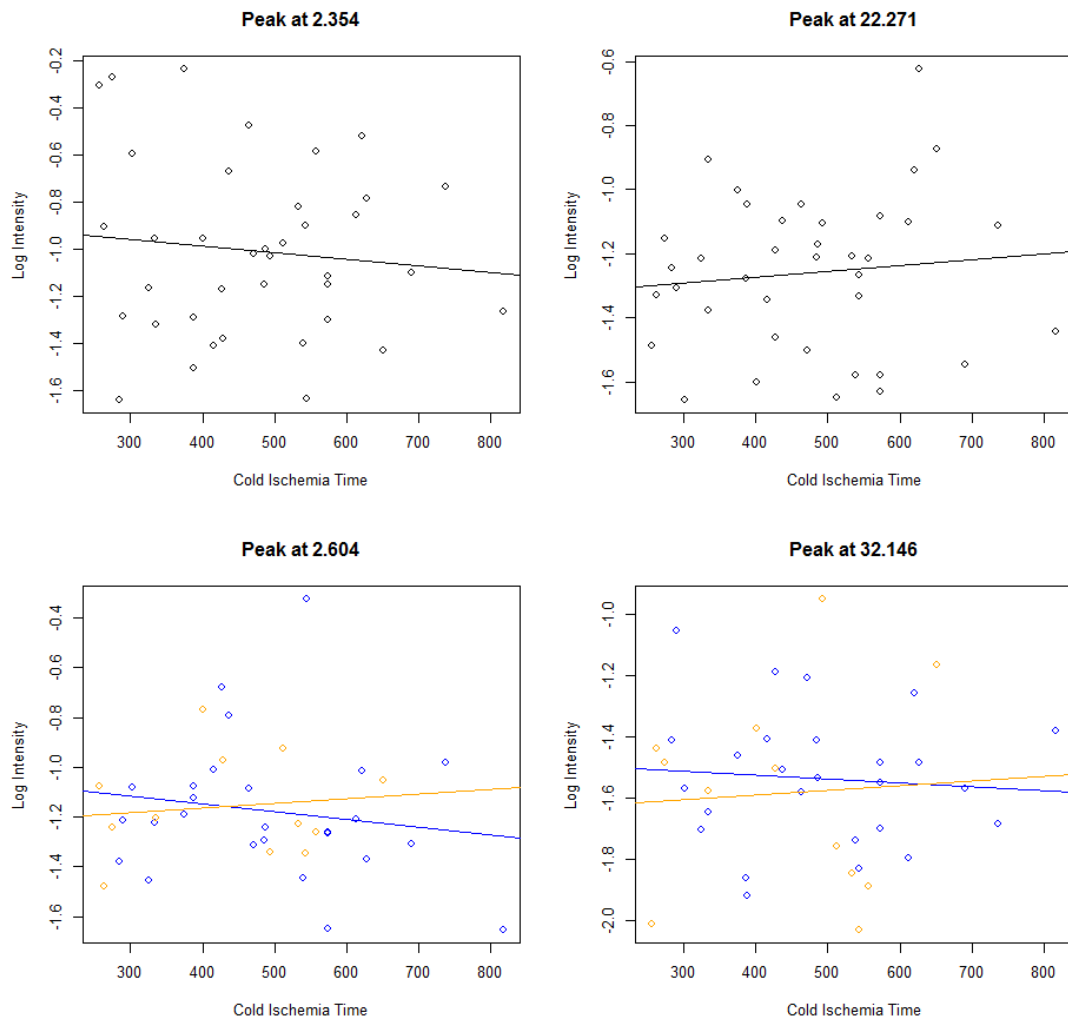 Peak at 2.354
Log Intensity
-0.2
-0.4
-0.6
-0.8
-1.0
-1.2
-1.4
-1.6
300 400 500 600 700 800
Cold Ischemia Time
Peak at 22.271
Log Intensity
-0.6
-0.8
-1.0
-1.2
-1.4
-1.6
300 400 500 600 700 800
Cold Ischemia Time
Peak at 2.604
Log Intensity
-0.4
-0.6
-0.8
-1.0
-1.2
-1.4
-1.6
300 400 500 600 700 800
Cold Ischemia Time
Peak at 32.146
Log Intensity
-1.0
-1.2
-1.4
-1.6
-1.8
-2.0
300 400 500 600 700 800
Cold Ischemia Time